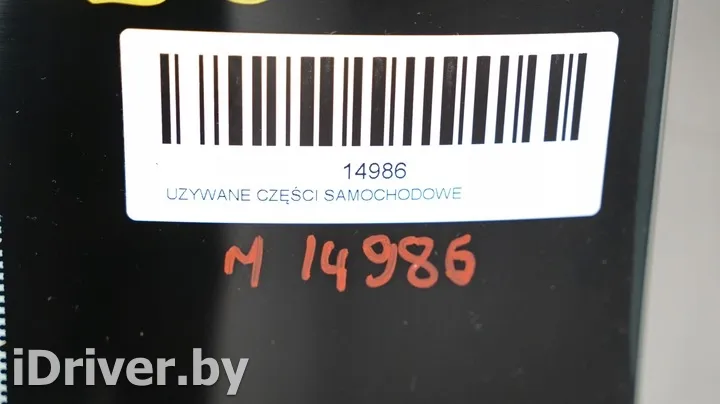 14986
UZYWANE CZĘŚCI SAMOCHODOWE
M 14986
iDriver.by